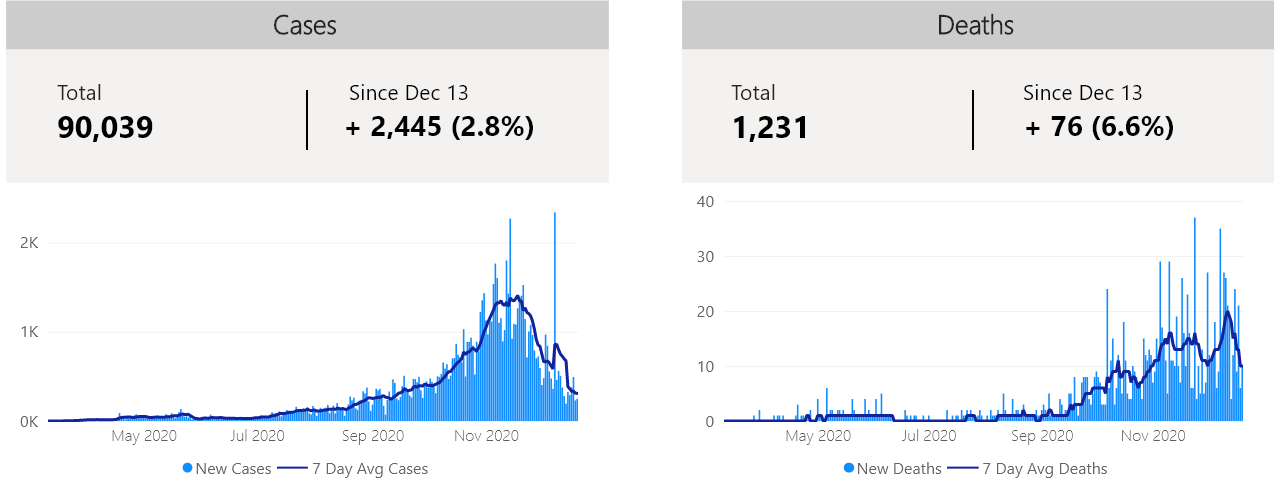 Cases
Total
90,039
Since Dec 13
+ 2,445 (2.8%)
2K
1K
0K
May 2020
Jul 2020
Sep 2020
Nov 2020
New Cases
7 Day Avg Cases
Deaths
Total
1,231
Since Dec 13
+ 76 (6.6%)
40
30
20
10
0
May 2020
Jul 2020
Sep 2020
Nov 2020
New Deaths
7 Day Avg Deaths